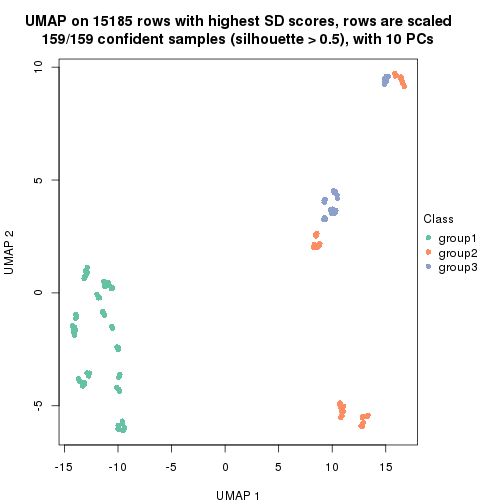 UMAP on 15185 rows with highest SD scores, rows are scaled
159/159 confident samples (silhouette > 0.5), with 10 PCs
10
5
0
-5
UMAP 2
-15
-10
-5
0
5
10
15
UMAP 1
Class
group1
group2
group3